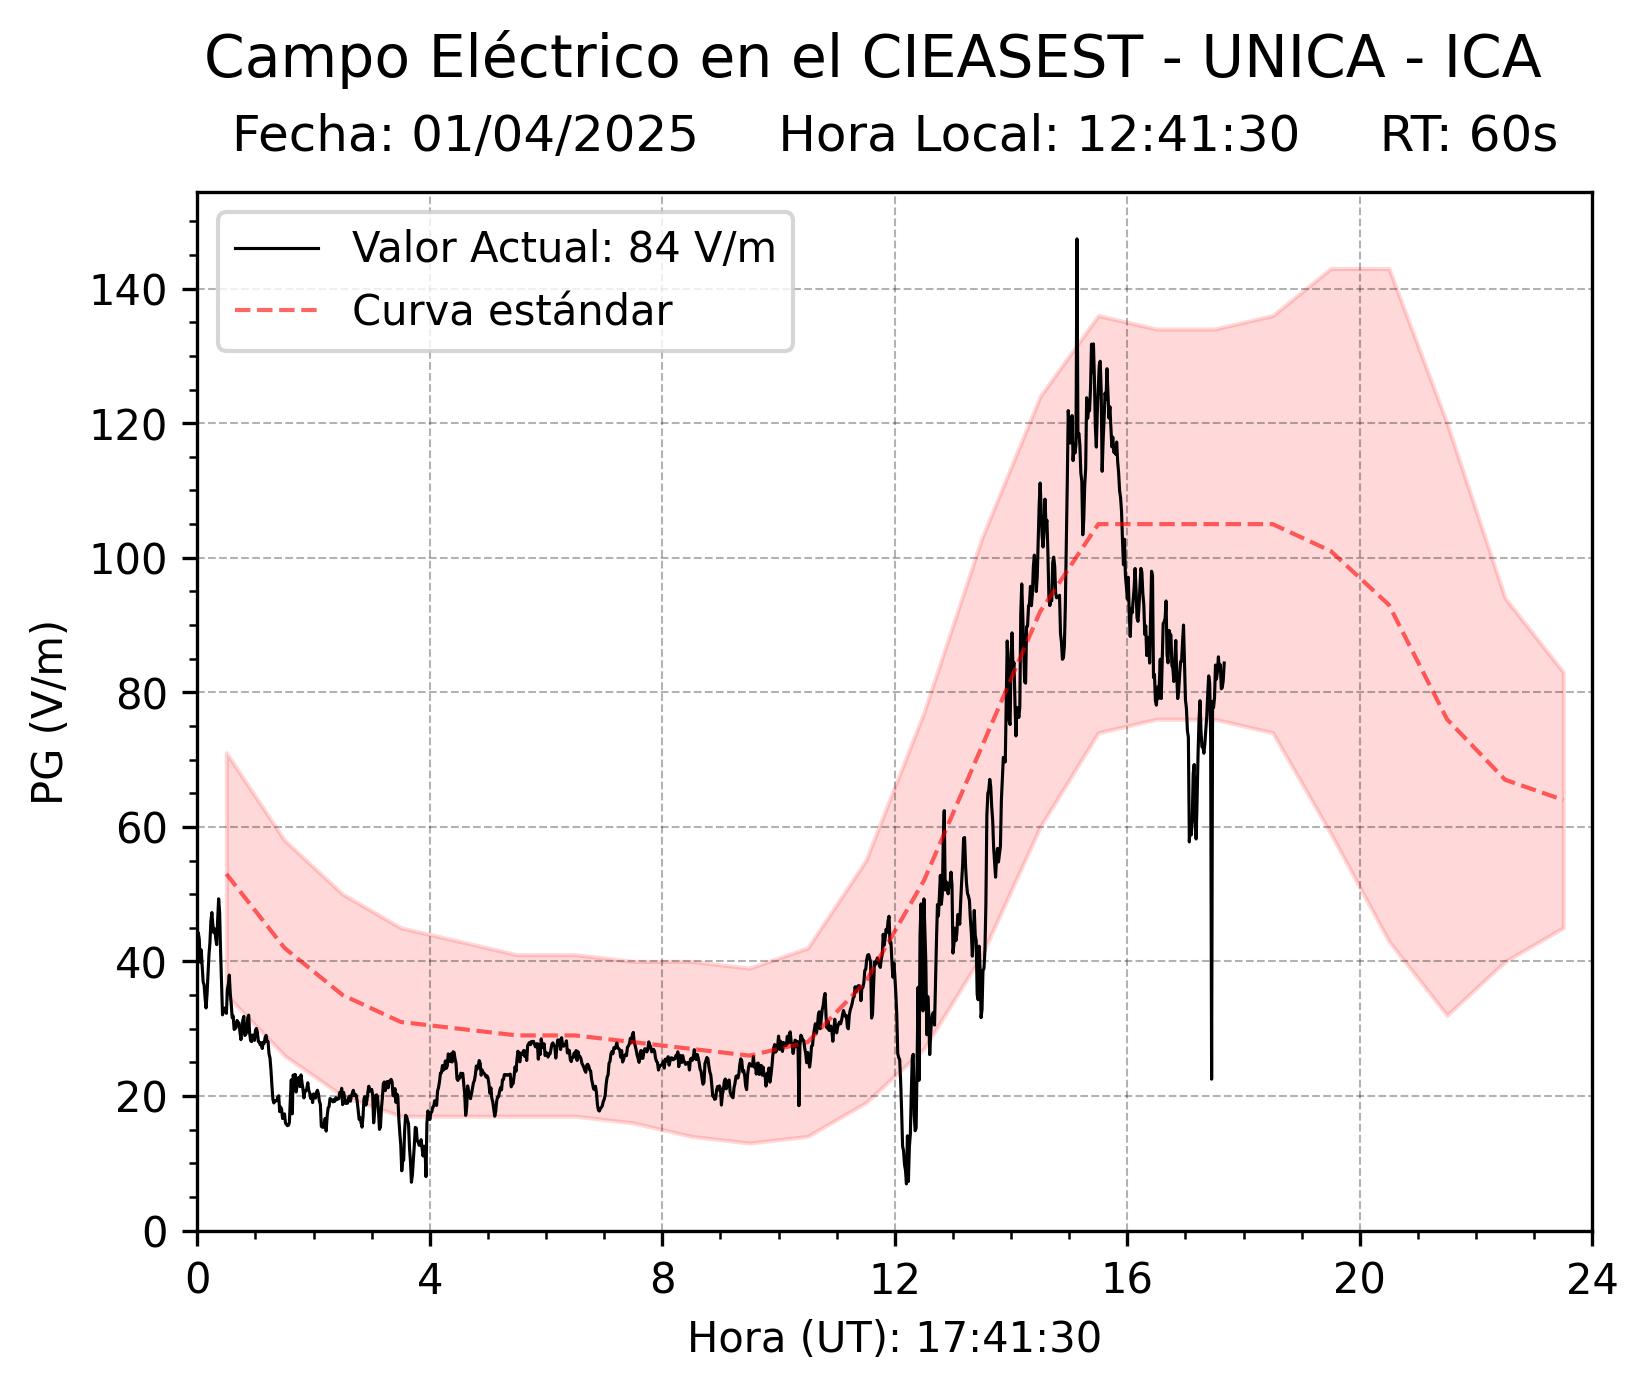 Campo Eléctrico en el CIEASEST - UNICA - ICA
Fecha: 01/04/2025 Hora Local: 12:41:30 RT: 60s
Valor Actual: 84 V/m
Curva estándar
PG (V/m)
140
120
100
80
60
40
20
0
0 4 8 12 16 20 24
Hora (UT): 17:41:30